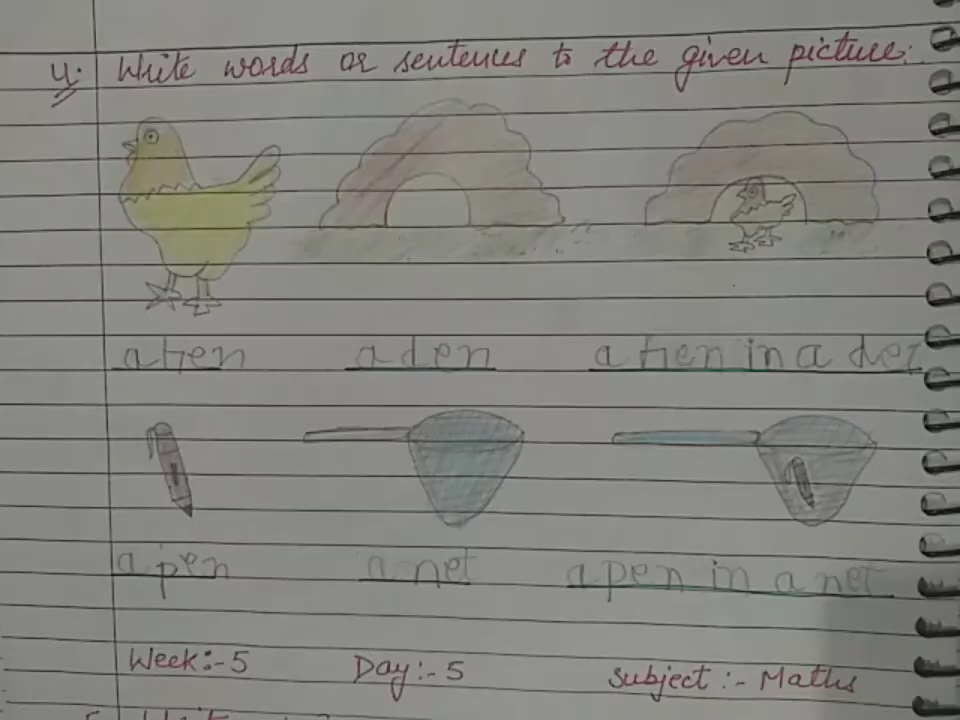 4. Write words or sentences to the given picture:
a hen a den a hen in a den
a pen a net a pen in a net
Week:- 5 Day:- 5 Subject :- Maths